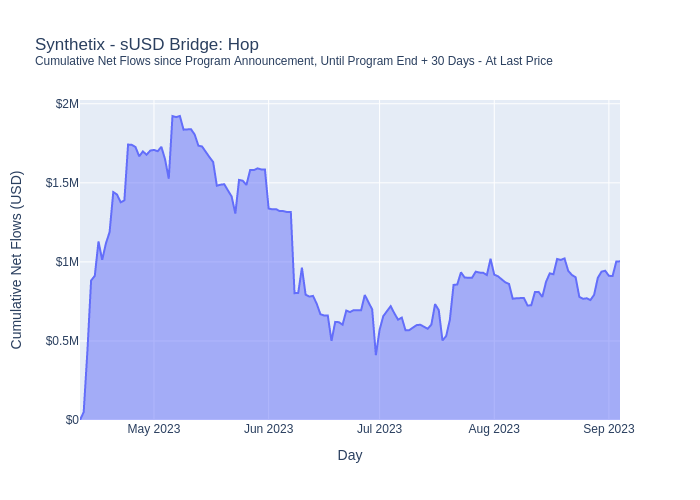 Synthetix - sUSD Bridge: Hop
Cumulative Net Flows since Program Announcement, Until Program End + 30 Days - At Last Price
Cumulative Net Flows (USD)
$2M
$1.5M
$1M
$0.5M
$0
May 2023
Jun 2023
Jul 2023
Aug 2023
Sep 2023
Day